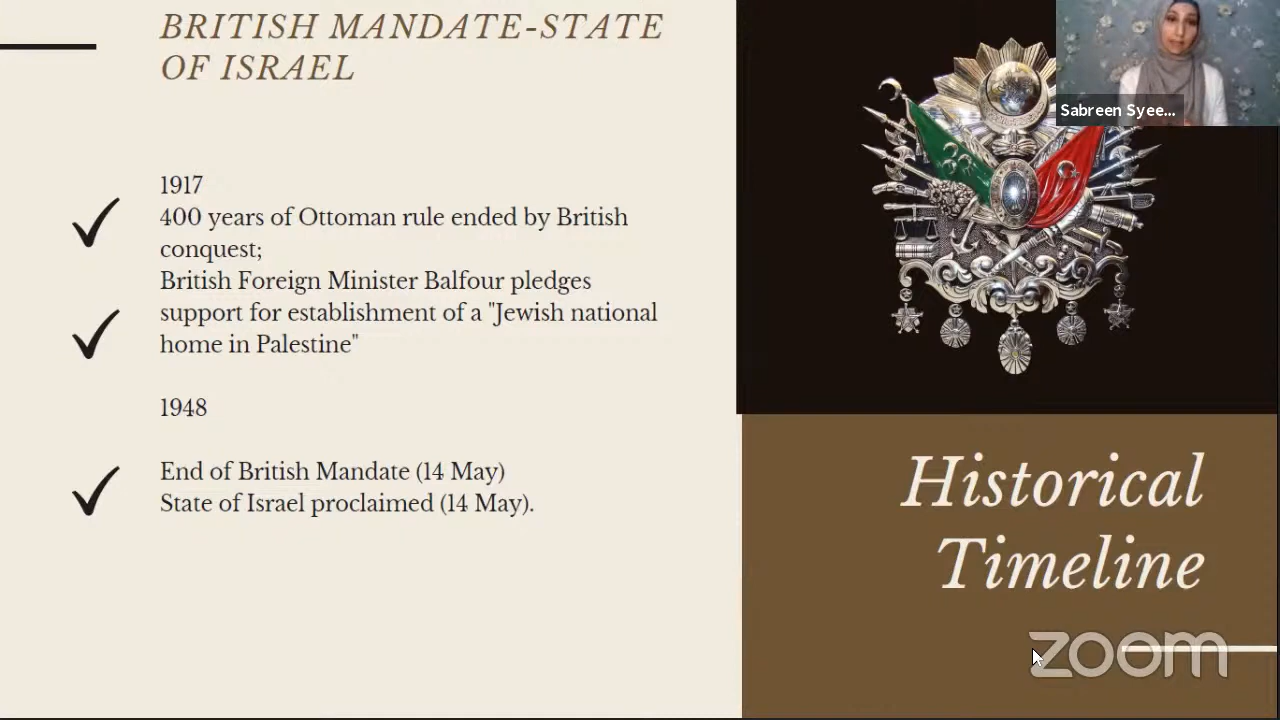 BRITISH MANDATE-STATE
OF ISRAEL
1917
400 years of Ottoman rule ended by British
conquest;
British Foreign Minister Balfour pledges
support for establishment of a "Jewish national
home in Palestine"
1948
End of British Mandate (14 May)
State of Israel proclaimed (14 May).
Sabreen Syee...
Historical
Timeline
zoom